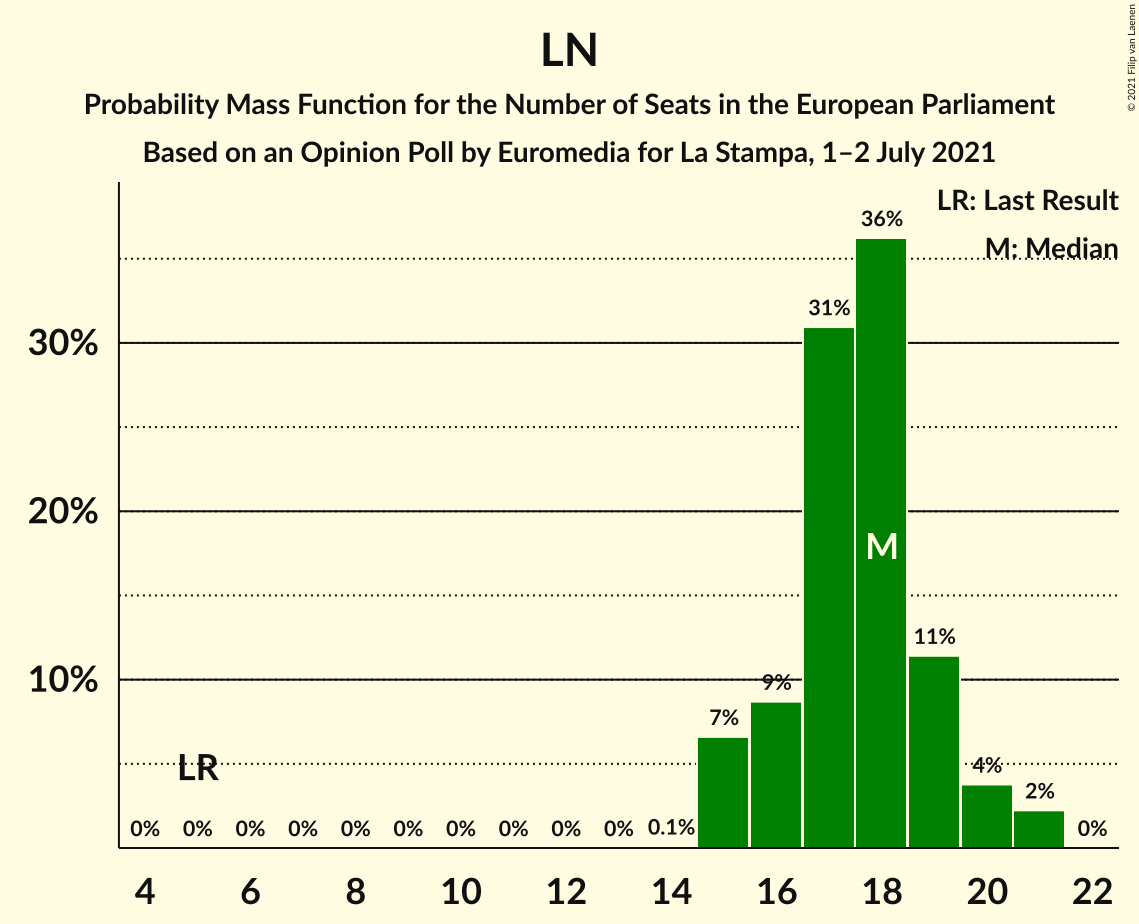 LN
Probability Mass Function for the Number of Seats in the European Parliament
Based on an Opinion Poll by Euromedia for La Stampa, 1–2 July 2021
© 2021 Filip van Laenen
LR: Last Result
M: Median
36%
31%
30%
20%
M
11%
10%
9%
7%
LR
4%
2%
0% 0% 0% 0% 0% 0% 0% 0% 0% 0% 0.1% 0%
4 6 8 10 12 14 16 18 20 22